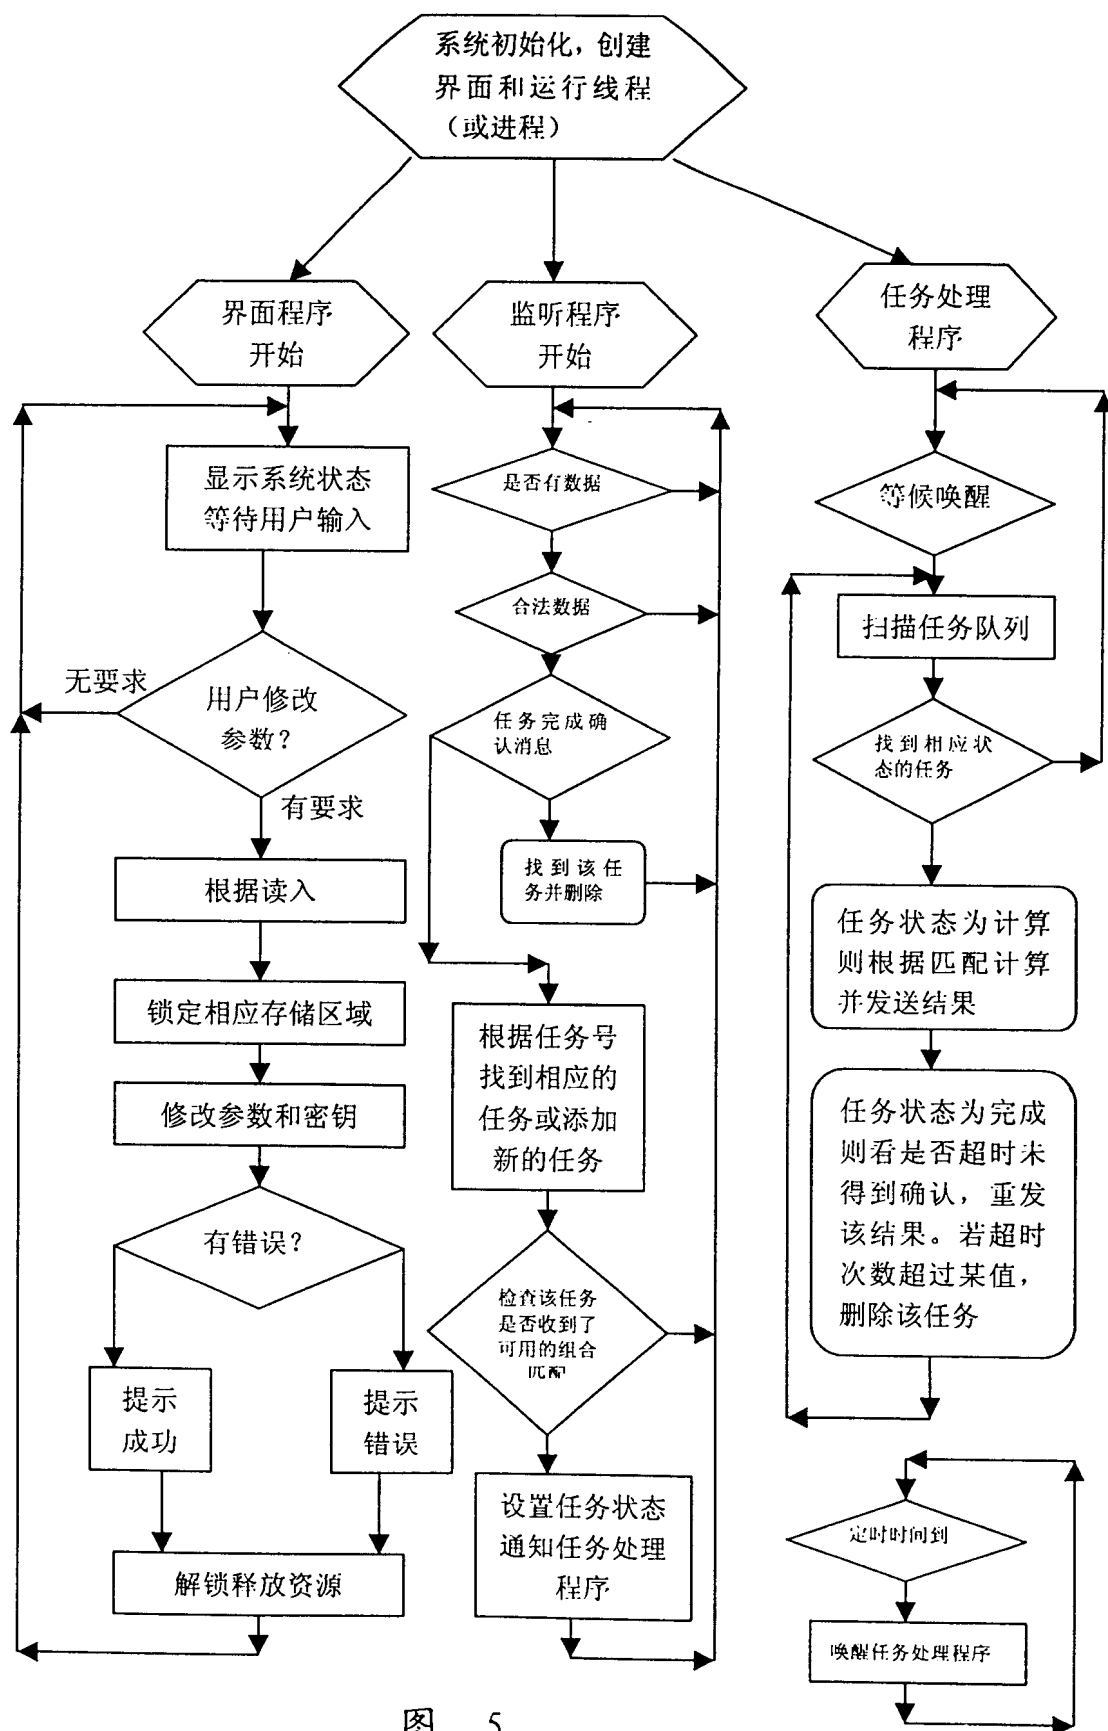 系统初始化，创建
界面和运行线程
（或进程）
界面程序
开始
监听程序
开始
任务处理
程序
显示系统状态
等待用户输入
无要求
用户修改
参数？
有要求
根据读入
锁定相应存储区域
修改参数和密钥
有错误？
提示
成功
提示
错误
解锁释放资源
是否有数据
合法数据
任务完成确
认消息
找到该任
务并删除
根据任务号
找到相应的
任务或添加
新的任务
检查该任务
是否收到了
可用的组合
匹配
设置任务状态
通知任务处理
程序
等候唤醒
扫描任务队列
找到相应状
态的任务
任务状态为计算
则根据匹配计算
并发送结果
任务状态为完成
则看是否超时未
得到确认，重发
该结果。若超时
次数超过某值，
删除该任务
定时时间到
唤醒任务处理程序
图 5